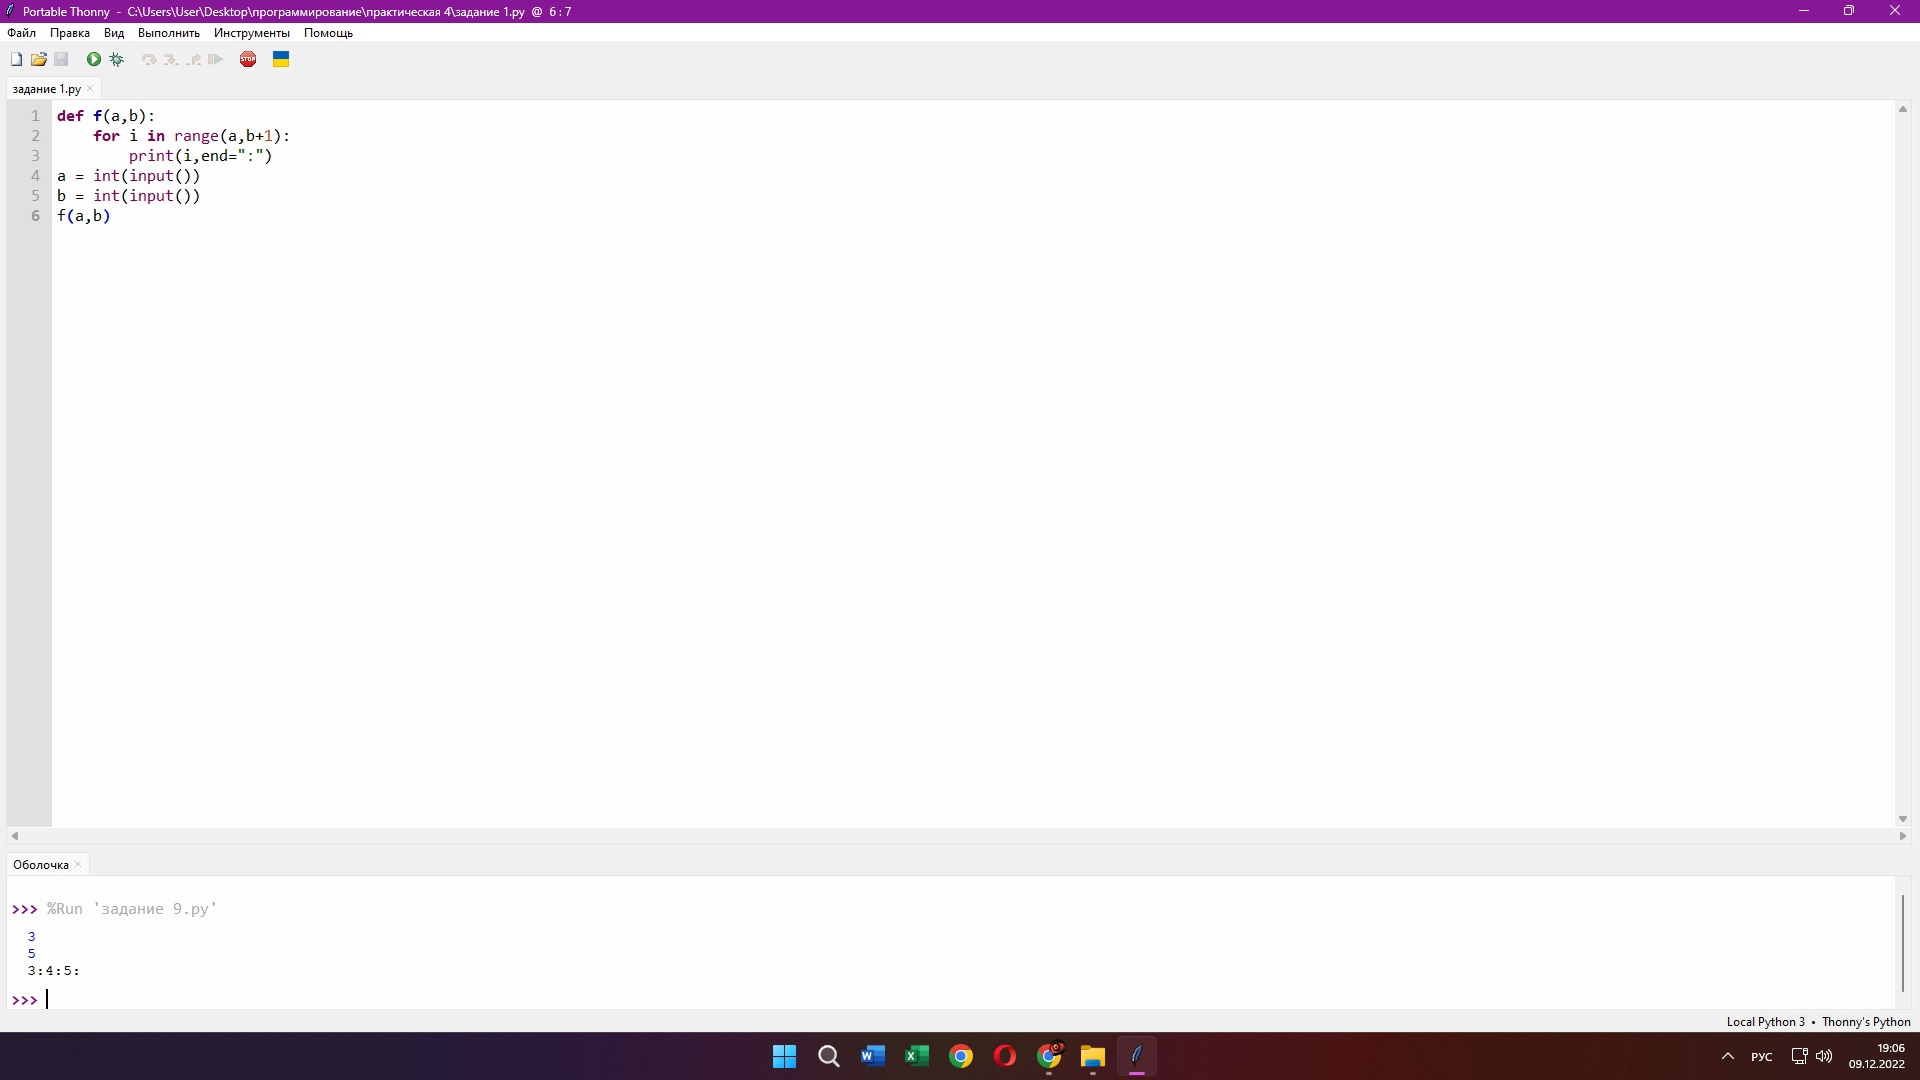 Portable Thonny - C:\Users\User\Desktop\программирование\практическая 4\задание 1.py @ 6 : 7
Файл Правка Вид Выполнить Инструменты Помощь
STOP
задание 1.py ×
1 def f(a,b):
2     for i in range(a,b+1):
3         print(i,end=":")
4 a = int(input())
5 b = int(input())
6 f(a,b)
Оболочка ×
>>> %Run 'задание 9.py'
3
5
3:4:5:
>>>
Local Python 3 • Thonny's Python
РУС
19:06
09.12.2022